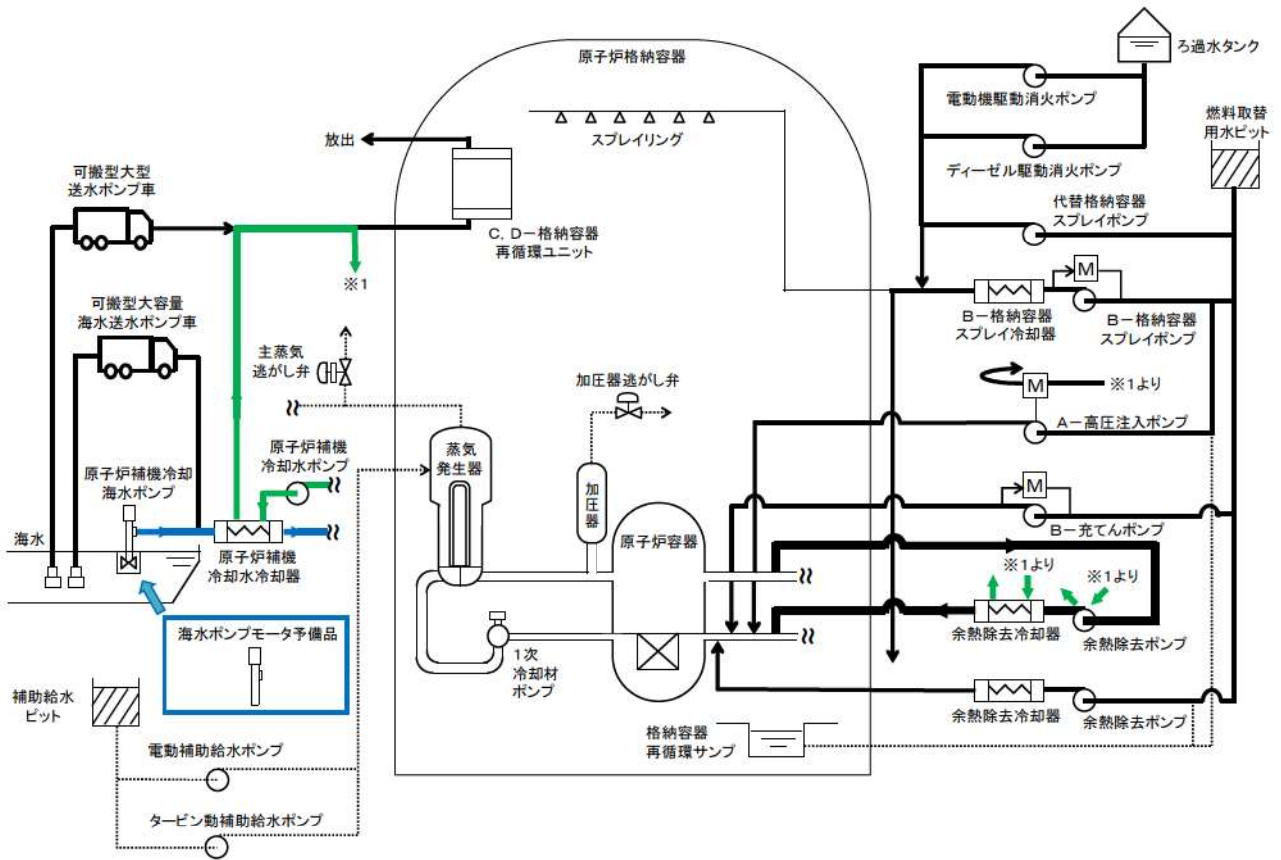 原子炉格納容器
スプレイリング
放出
C，D－格納容器
再循環ユニット
可搬型大型
送水ポンプ車
※1
可搬型大容量
海水送水ポンプ車
主蒸気
逃がし弁
加圧器逃がし弁
蒸気
発生器
加圧器
原子炉容器
原子炉補機
冷却水ポンプ
原子炉補機冷却
海水ポンプ
海水
原子炉補機
冷却水冷却器
海水ポンプモータ予備品
1次
冷却材
ポンプ
補助給水
ピット
電動補助給水ポンプ
タービン動補助給水ポンプ
格納容器
再循環サンプ
ろ過水タンク
電動機駆動消火ポンプ
燃料取替
用水ピット
ディーゼル駆動消火ポンプ
代替格納容器
スプレイポンプ
M
B－格納容器
スプレイ冷却器
B－格納容器
スプレイポンプ
M
※1より
A－高圧注入ポンプ
M
B－充てんポンプ
※1より
※1より
余熱除去冷却器
余熱除去ポンプ
余熱除去冷却器
余熱除去ポンプ